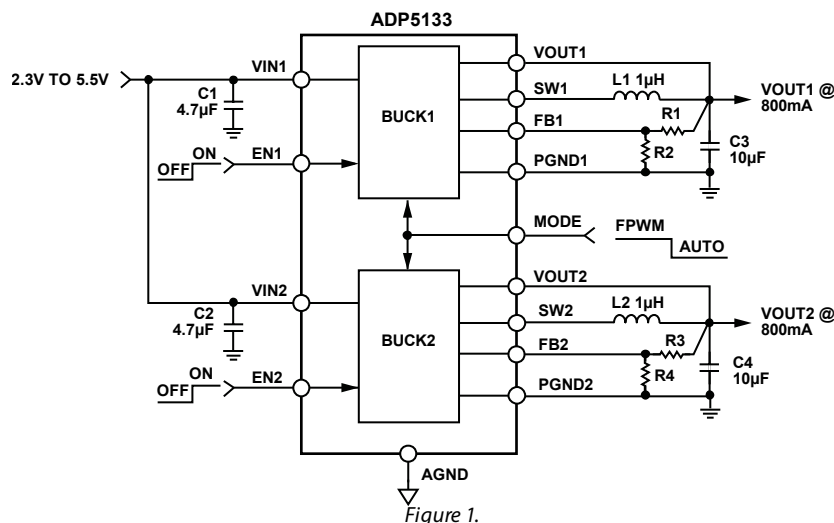 ADP5133
VOUT1
2.3V TO 5.5V
VIN1
C1
4.7µF
SW1
L1 1µH
VOUT1 @
800mA
BUCK1
FB1
R1
R2
C3
10µF
ON
OFF
EN1
PGND1
MODE
FPWM
AUTO
VOUT2
VIN2
C2
4.7µF
SW2
L2 1µH
VOUT2 @
800mA
BUCK2
FB2
R3
R4
C4
10µF
ON
OFF
EN2
PGND2
AGND
Figure 1.